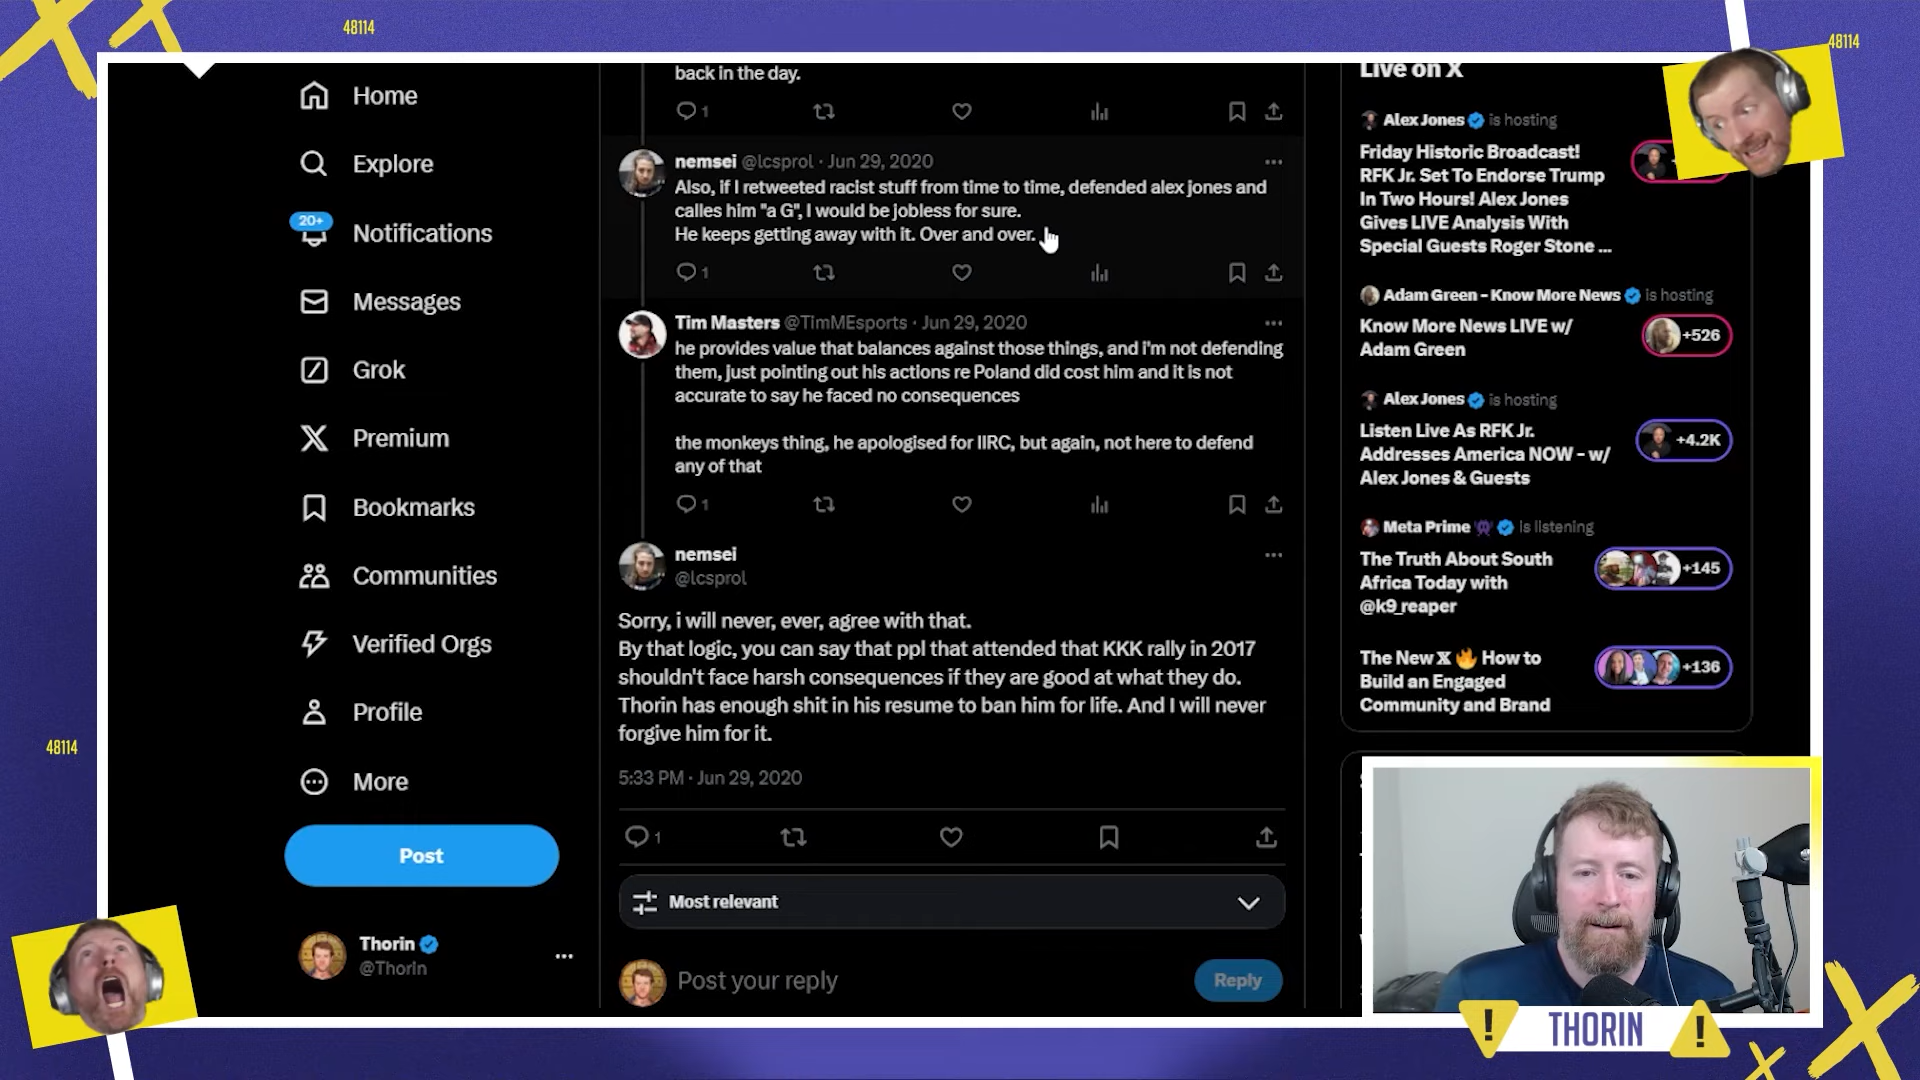 48114
48114
Home
Explore
20+
Notifications
Messages
Grok
Premium
Bookmarks
Communities
Verified Orgs
Profile
More
Post
Thorin
@Thorin
48114
back in the day.
1
nemsei @lcsprol · Jun 29, 2020
Also, if I retweeted racist stuff from time to time, defended alex jones and
calles him "a G", I would be jobless for sure.
He keeps getting away with it. Over and over.
1
Tim Masters @TimMEsports · Jun 29, 2020
he provides value that balances against those things, and i'm not defending
them, just pointing out his actions re Poland did cost him and it is not
accurate to say he faced no consequences
the monkeys thing, he apologised for IIRC, but again, not here to defend
any of that
1
nemsei
@lcsprol
Sorry, i will never, ever, agree with that.
By that logic, you can say that ppl that attended that KKK rally in 2017
shouldn't face harsh consequences if they are good at what they do.
Thorin has enough shit in his resume to ban him for life. And I will never
forgive him for it.
5:33 PM · Jun 29, 2020
1
Most relevant
Post your reply
Reply
Live on X
Alex Jones is hosting
Friday Historic Broadcast!
RFK Jr. Set To Endorse Trump
In Two Hours! Alex Jones
Gives LIVE Analysis With
Special Guests Roger Stone ...
Adam Green - Know More News is hosting
Know More News LIVE w/
Adam Green
+526
Alex Jones is hosting
Listen Live As RFK Jr.
Addresses America NOW - w/
Alex Jones & Guests
+4.2K
Meta Prime is listening
The Truth About South
Africa Today with
@k9_reaper
+145
The New X 🔥 How to
Build an Engaged
Community and Brand
+136
! THORIN !